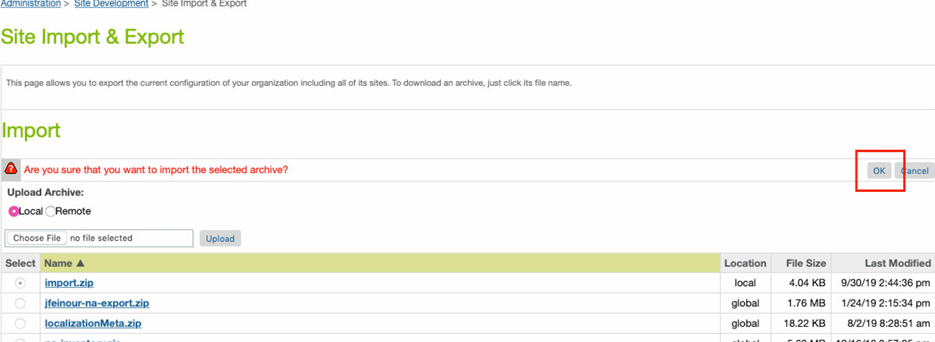 Administration > Site Development > Site Import & Export
Site Import & Export
This page allows you to export the current configuration of your organization including all of its sites. To download an archive, just click its file name.
Import
Are you sure that you want to import the selected archive? OK Cancel
Upload Archive:
Local Remote
Choose File no file selected Upload
Select Name ▲ Location File Size Last Modified
import.zip local 4.04 KB 9/30/19 2:44:36 pm
jfeinour-na-export.zip global 1.76 MB 1/24/19 2:15:34 pm
localizationMeta.zip global 18.22 KB 8/2/19 8:28:51 am